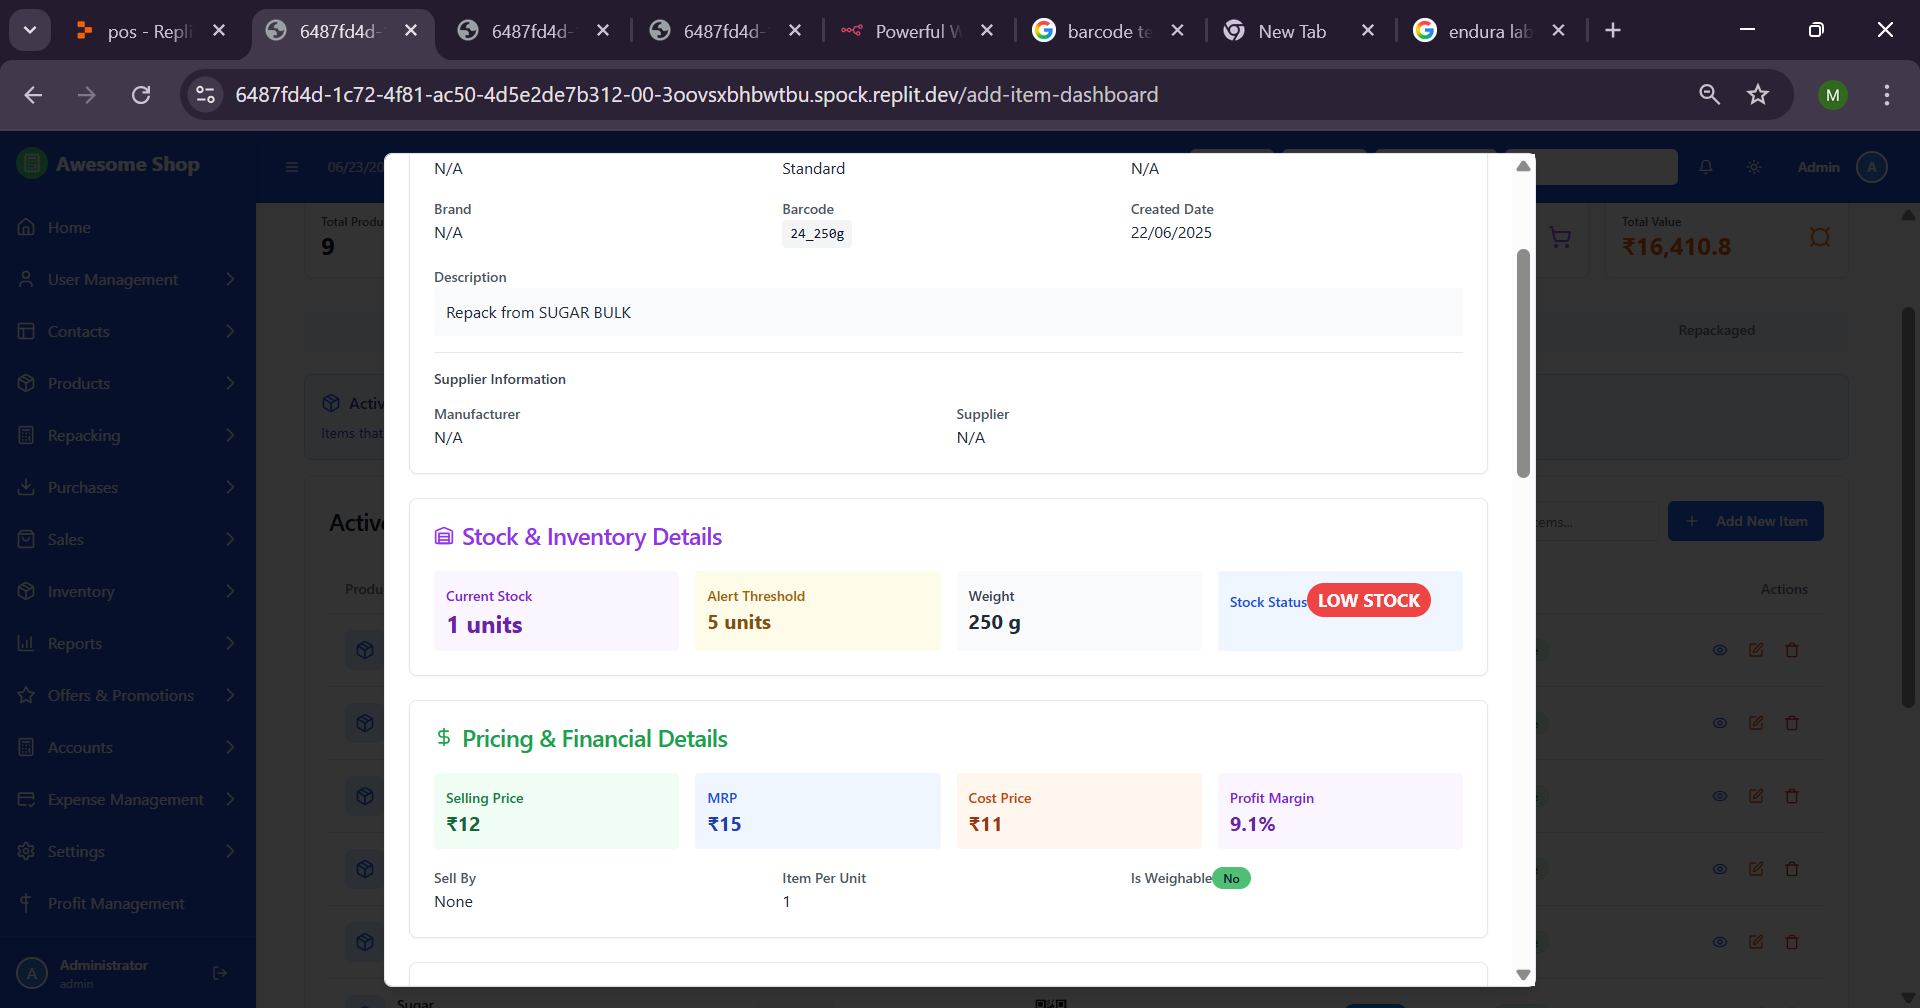 pos - Repli
6487fd4d-
6487fd4d-
6487fd4d-
Powerful W
barcode te
New Tab
endura lab
6487fd4d-1c72-4f81-ac50-4d5e2de7b312-00-3oovsxbhbwtbu.spock.replit.dev/add-item-dashboard
M
Awesome Shop
06/23/20
Admin
A
Home
User Management
Contacts
Products
Repacking
Purchases
Sales
Inventory
Reports
Offers & Promotions
Accounts
Expense Management
Settings
Profit Management
A
Administrator
admin
Total Produ
9
Total Value
₹16,410.8
Repackaged
Activ
Items that
Active
ems...
Add New Item
Produ
Actions
Sugar
N/A
Standard
N/A
Brand
N/A
Barcode
24_250g
Created Date
22/06/2025
Description
Repack from SUGAR BULK
Supplier Information
Manufacturer
N/A
Supplier
N/A
Stock & Inventory Details
Current Stock
1 units
Alert Threshold
5 units
Weight
250 g
Stock Status LOW STOCK
$ Pricing & Financial Details
Selling Price
₹12
MRP
₹15
Cost Price
₹11
Profit Margin
9.1%
Sell By
None
Item Per Unit
1
Is Weighable No